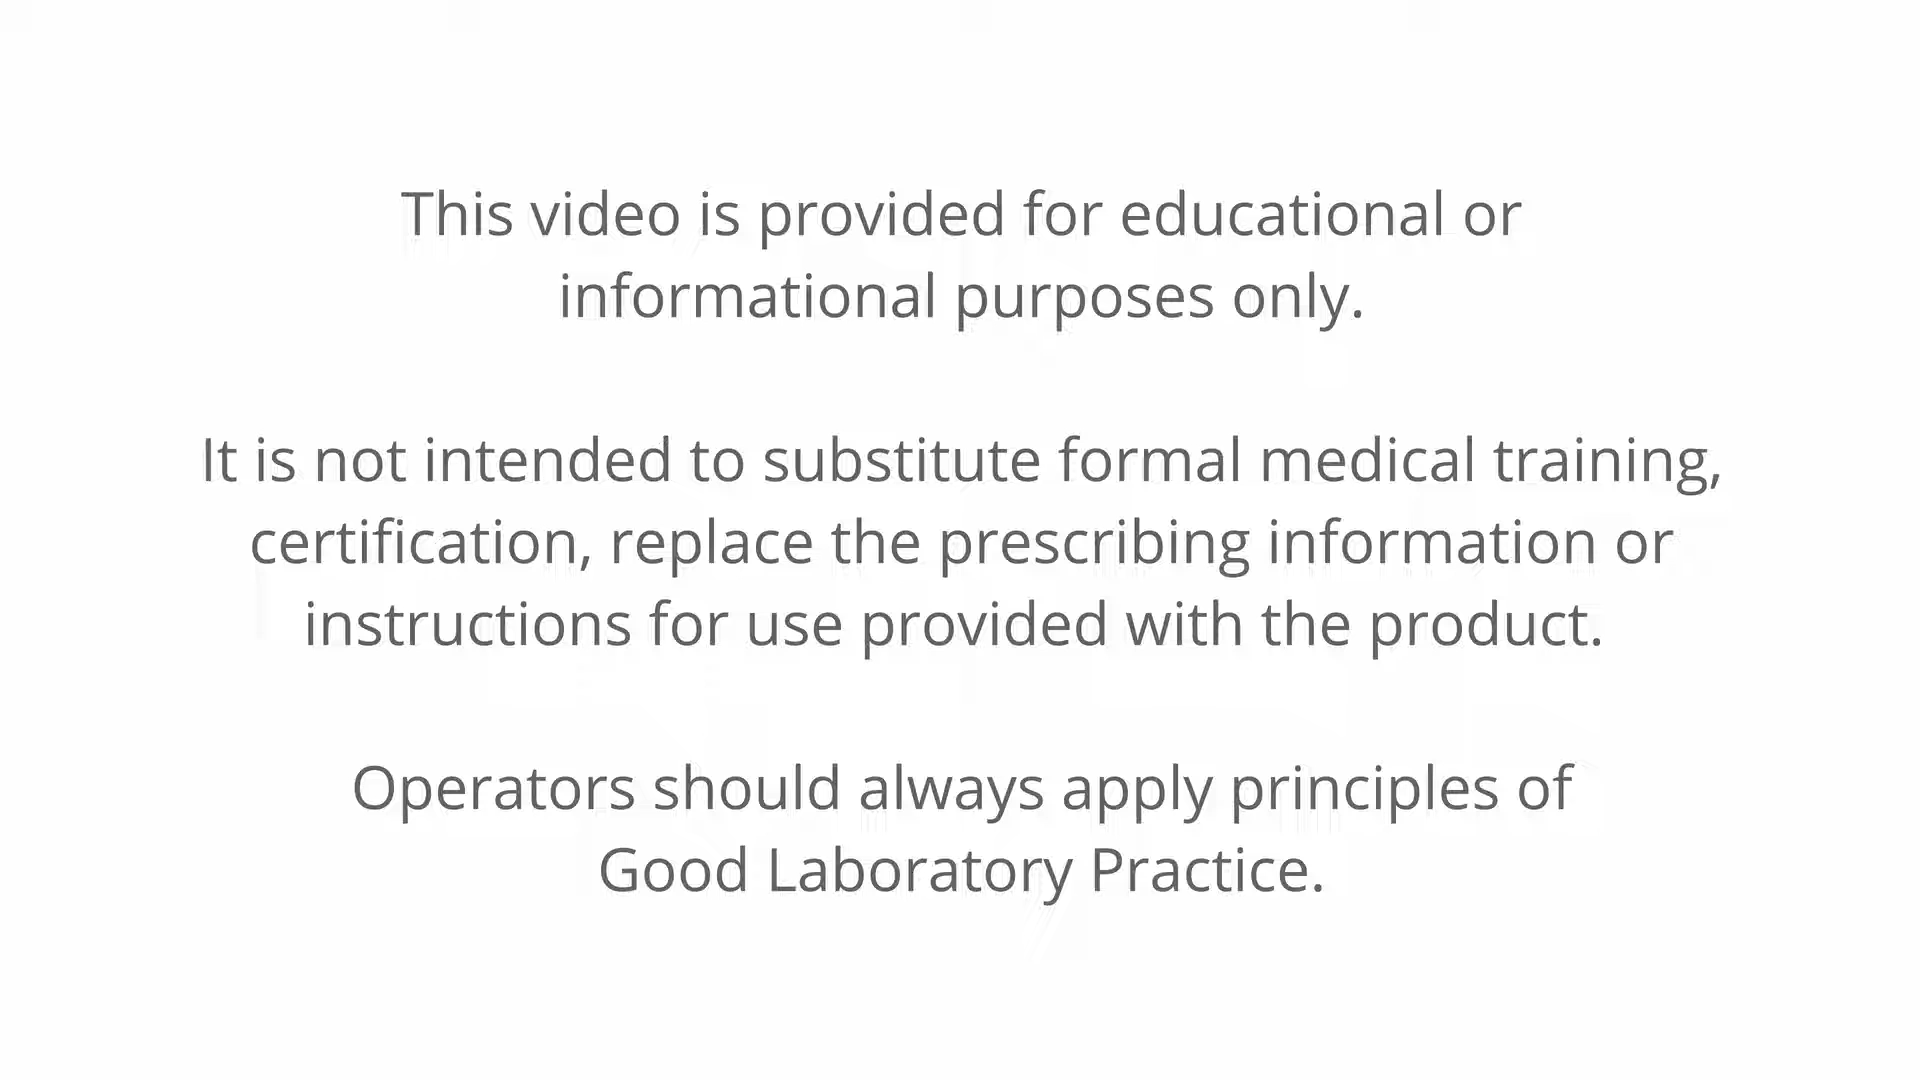 This video is provided for educational or
informational purposes only.
It is not intended to substitute formal medical training,
certification, replace the prescribing information or
instructions for use provided with the product.
Operators should always apply principles of
Good Laboratory Practice.